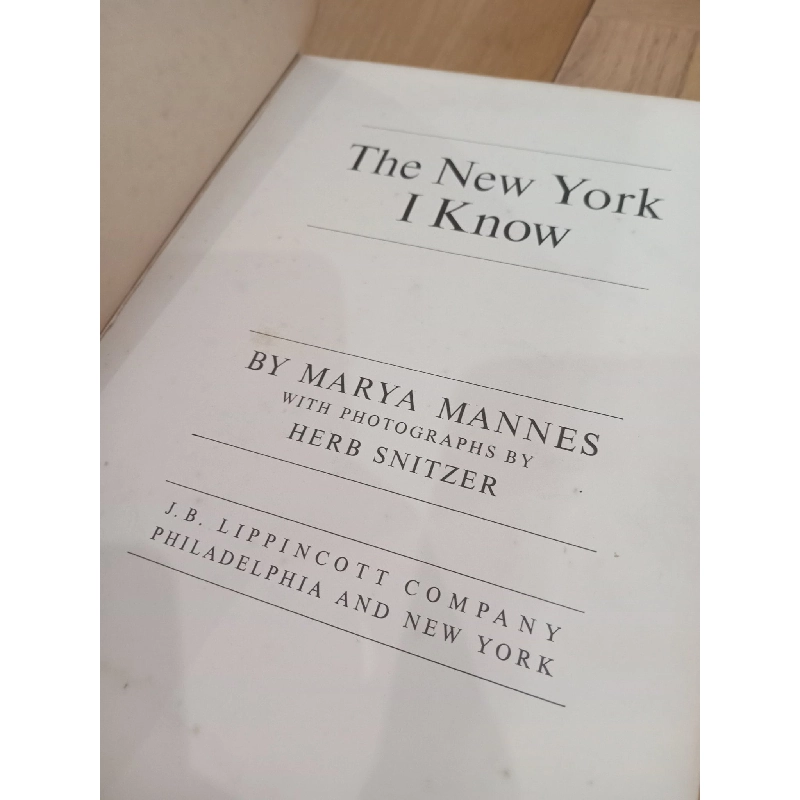 The New York
I Know
BY MARYA MANNES
WITH PHOTOGRAPHS BY
HERB SNITZER
J. B. LIPPINCOTT COMPANY
PHILADELPHIA AND NEW YORK